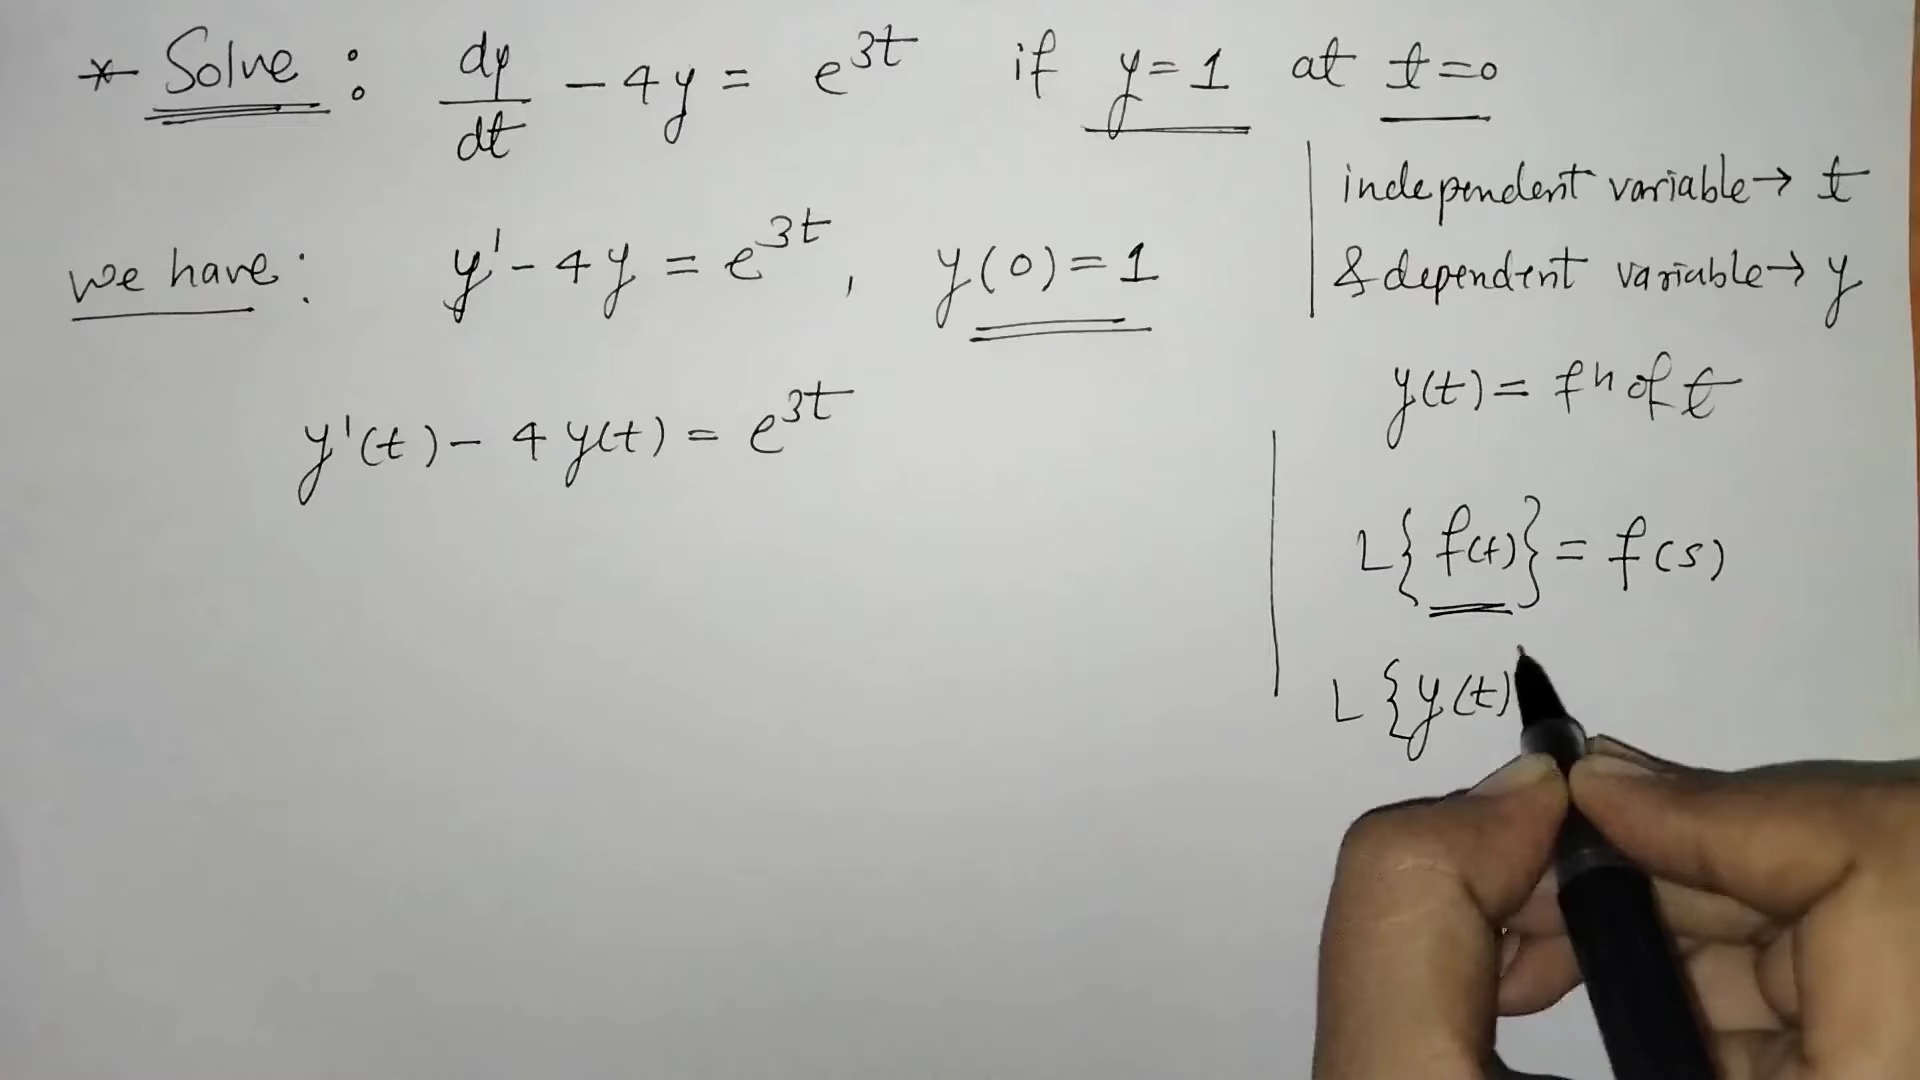 * Solve : dy/dt - 4y = e^3t if y = 1 at t = 0
independent variable → t
we have : y' - 4y = e^3t , y(0) = 1
& dependent variable → y
y(t) = f^n of t
y'(t) - 4y(t) = e^3t
L{f(t)} = f(s)
L{y(t)